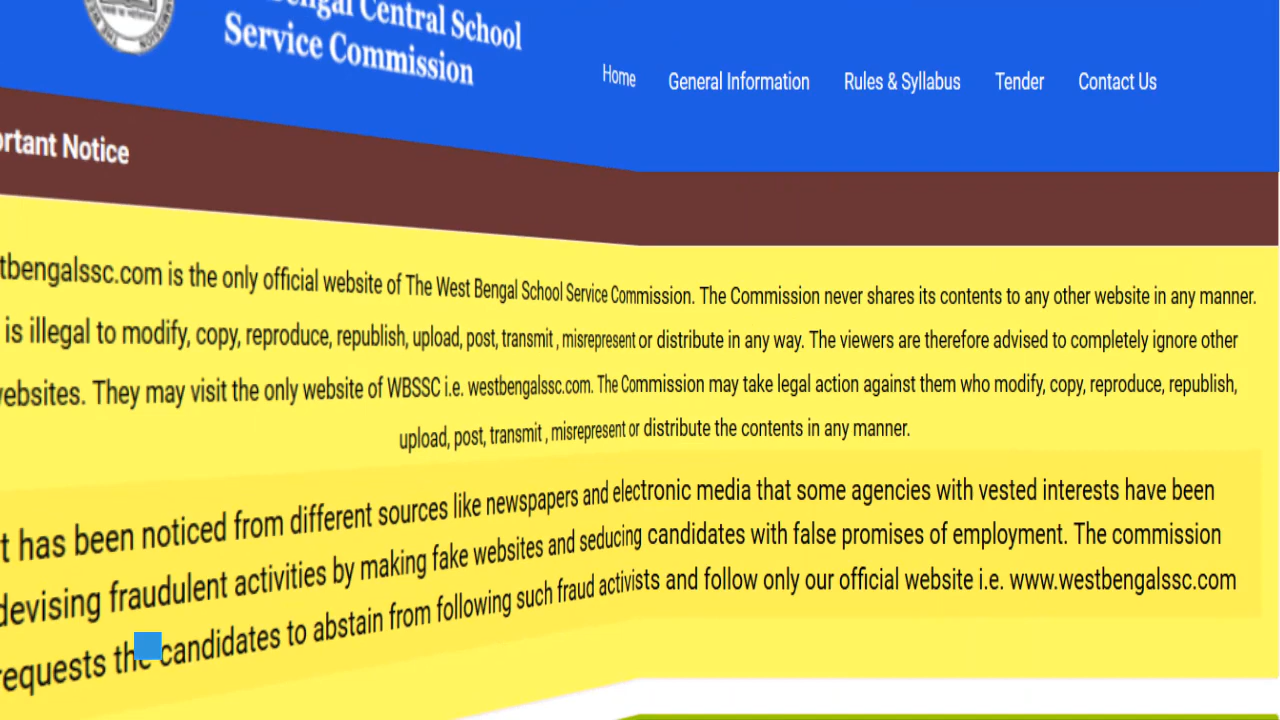 Central School
Service Commission
Home General Information Rules & Syllabus Tender Contact Us
Notice
is the only official website of The West Bengal School Service Commission. The Commission never shares its contents to any other website in any manner.
is illegal to modify, copy, reproduce, republish, upload, post, transmit , misrepresent or distribute in any way. The viewers are therefore advised to completely ignore other
They may visit the only website of WBSSC i.e. westbengalssc.com. The Commission may take legal action against them who modify, copy, reproduce, republish,
upload, post, transmit , misrepresent or distribute the contents in any manner.
has been noticed from different sources like newspapers and electronic media that some agencies with vested interests have been
devising fraudulent activities by making fake websites and seducing candidates with false promises of employment. The commission
requests the candidates to abstain from following such fraud activists and follow only our official website i.e. www.westbengalssc.com